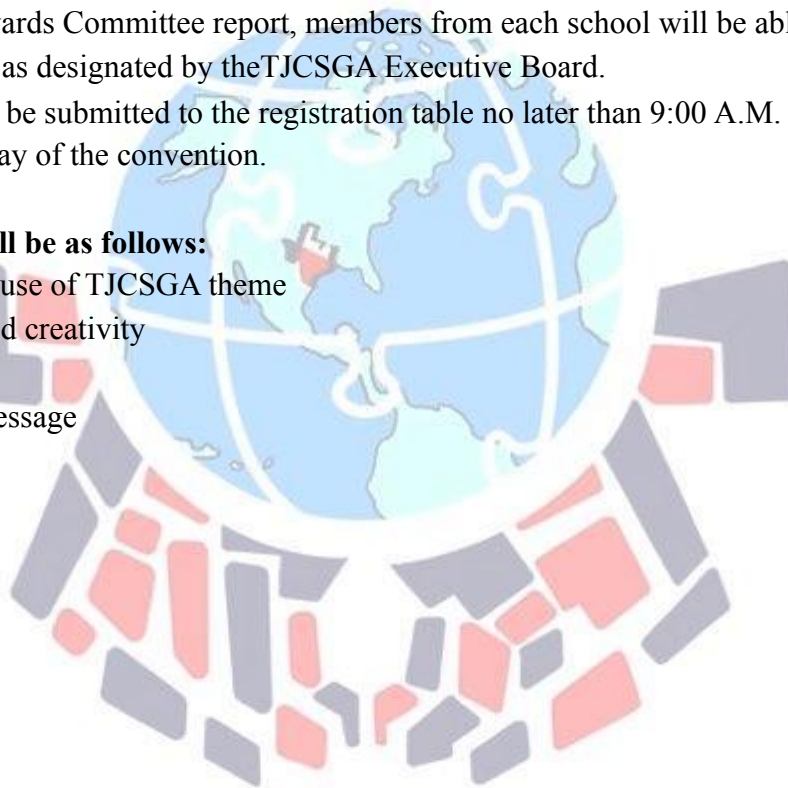 vards Committee report, members from each school will be abl
as designated by theTJCSGA Executive Board.
be submitted to the registration table no later than 9:00 A.M.
ay of the convention.
ll be as follows:
use of TJCSGA theme
d creativity
essage